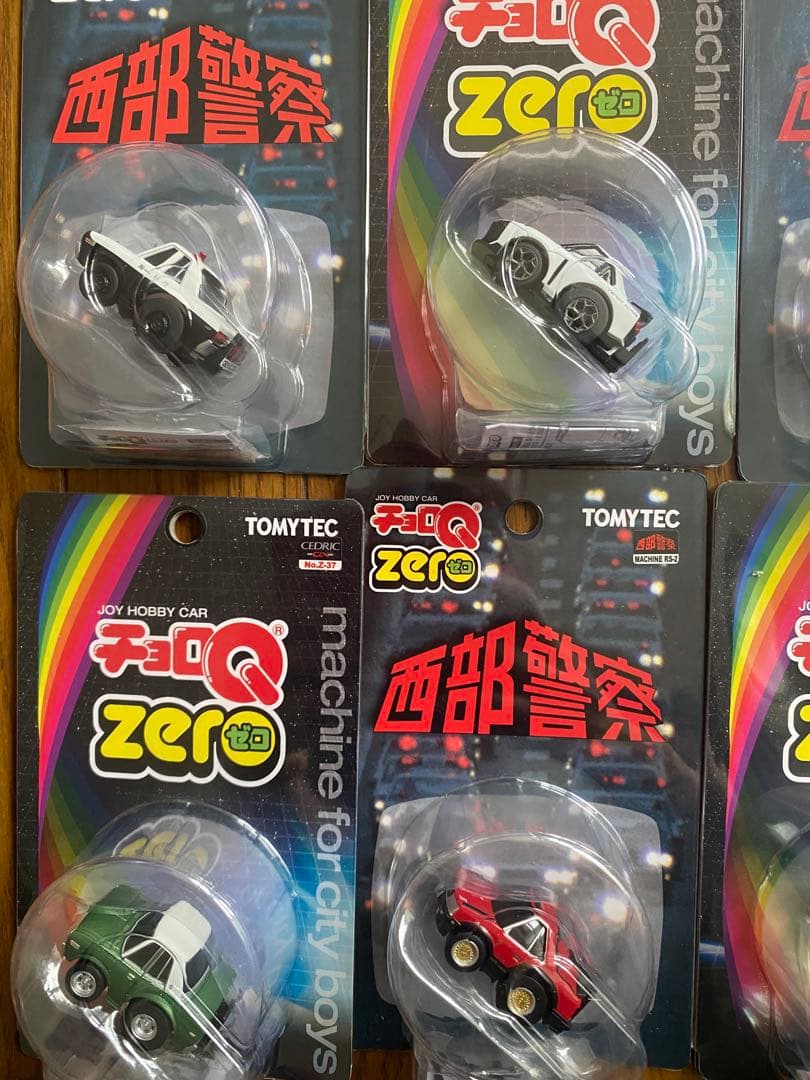 西部警察
チョロQ
zero ゼロ
machine for city boys
JOY HOBBY CAR
チョロQ®
zero ゼロ
TOMYTEC
CEDRIC
No.Z-37
machine for city boys
JOY HOBBY CAR
チョロQ®
zero ゼロ
TOMYTEC
西部警察
MACHINE RS-2
西部警察